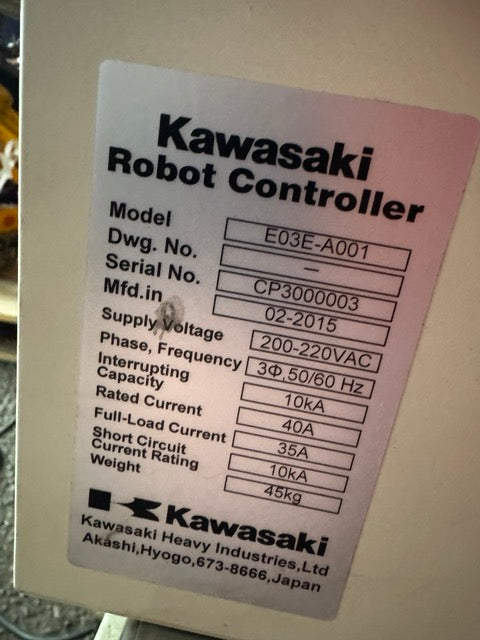 Kawasaki
Robot Controller
Model E03E-A001
Dwg. No. —
Serial No. CP3000003
Mfd.in 02-2015
Supply Voltage 200-220VAC
Phase, Frequency 3Φ,50/60 Hz
Interrupting
Capacity 10kA
Rated Current 40A
Full-Load Current 35A
Short Circuit
Current Rating 10kA
Weight 45kg
Kawasaki
Kawasaki Heavy Industries,Ltd
Akashi,Hyogo,673-8666,Japan